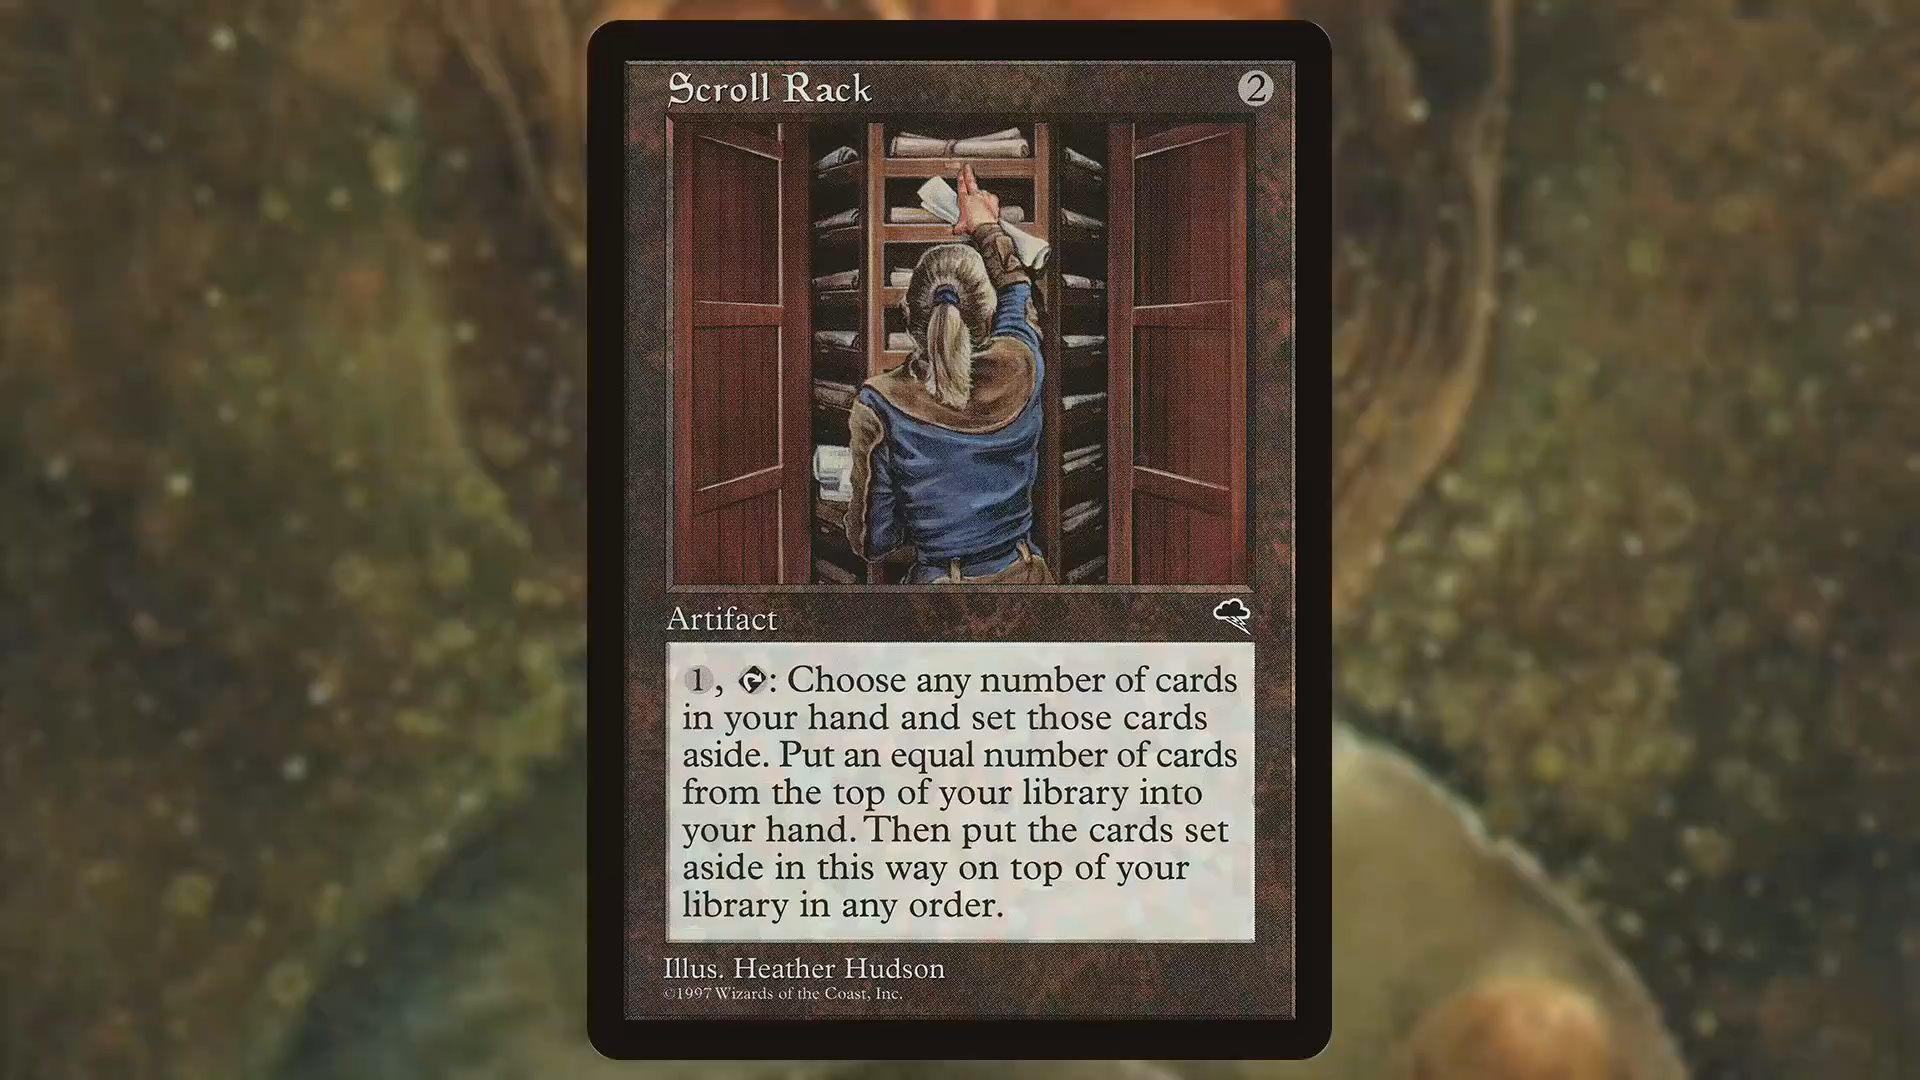 Scroll Rack 2
Artifact
1, : Choose any number of cards
in your hand and set those cards
aside. Put an equal number of cards
from the top of your library into
your hand. Then put the cards set
aside in this way on top of your
library in any order.
Illus. Heather Hudson
©1997 Wizards of the Coast, Inc.